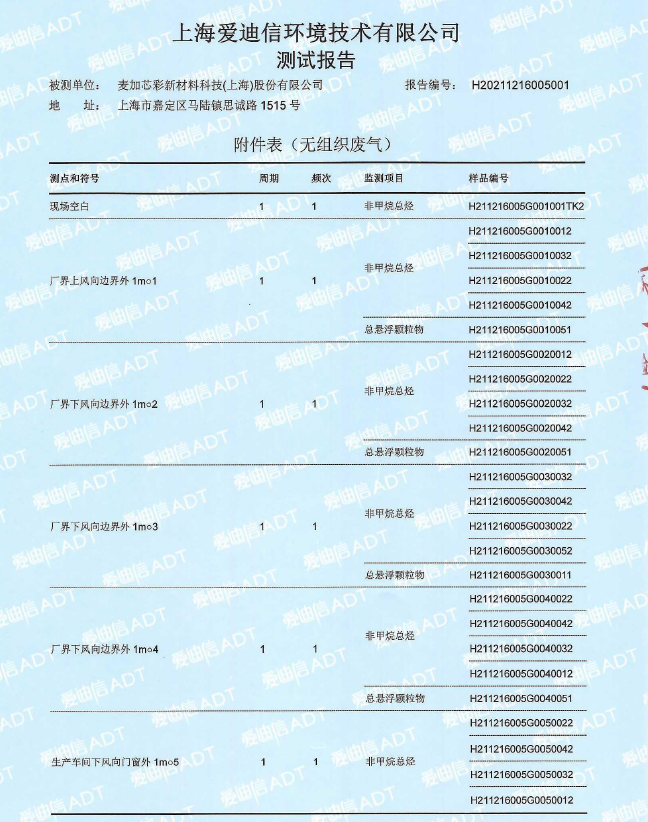 上海爱迪信环境技术有限公司
测试报告
被测单位： 麦加芯彩新材料科技(上海)股份有限公司 报告编号： H20211216005001
地 址： 上海市嘉定区马陆镇思诚路 1515 号
附件表（无组织废气）
测点和符号 周期 频次 监测项目 样品编号
现场空白 1 1 非甲烷总烃 H211216005G001001TK2
H211216005G0010012
H211216005G0010032
非甲烷总烃
厂界上风向边界外 1m○1 1 1 H211216005G0010022
H211216005G0010042
总悬浮颗粒物 H211216005G0010051
H211216005G0020012
H211216005G0020022
非甲烷总烃
厂界下风向边界外 1m○2 1 1 H211216005G0020032
H211216005G0020042
总悬浮颗粒物 H211216005G0020051
H211216005G0030032
H211216005G0030042
非甲烷总烃
厂界下风向边界外 1m○3 1 1 H211216005G0030022
H211216005G0030052
总悬浮颗粒物 H211216005G0030011
H211216005G0040022
H211216005G0040042
非甲烷总烃
厂界下风向边界外 1m○4 1 1 H211216005G0040032
H211216005G0040012
总悬浮颗粒物 H211216005G0040051
H211216005G0050022
H211216005G0050042
生产车间下风向门窗外 1m○5 1 1 非甲烷总烃
H211216005G0050032
H211216005G0050012
爱迪信ADT